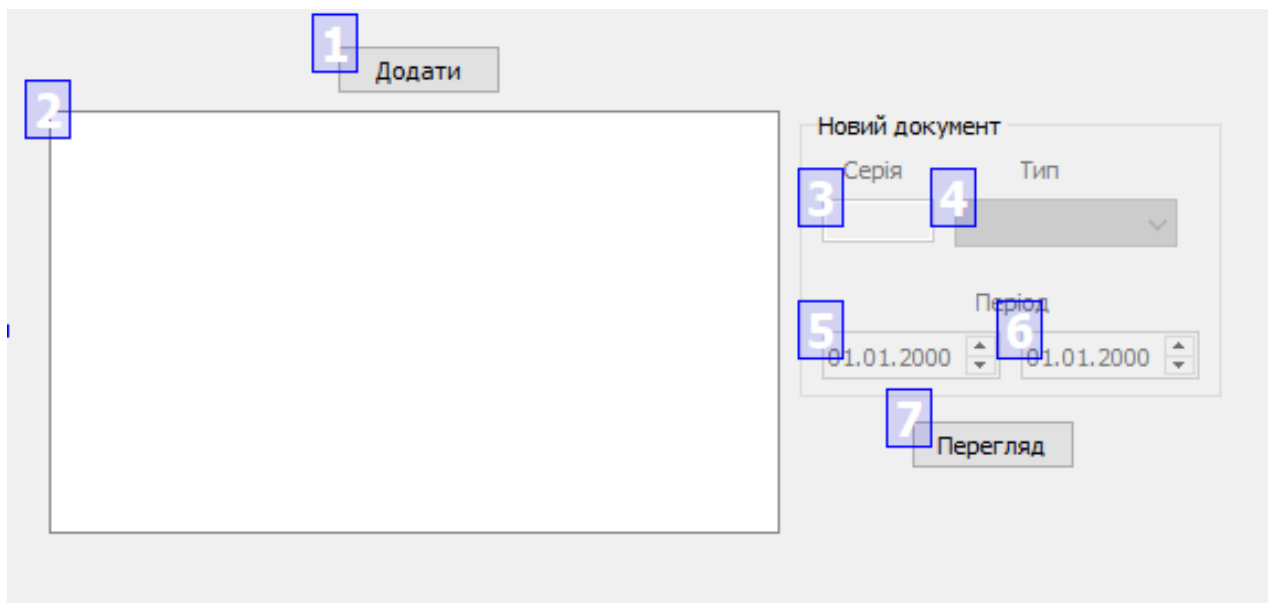 1
Додати
2
Новий документ
Серія Тип
3 4
Період
5 6
01.01.2000 01.01.2000
7
Перегляд